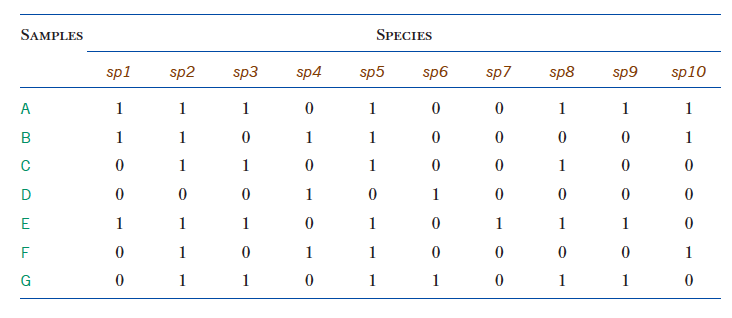 SAMPLES SPECIES
sp1 sp2 sp3 sp4 sp5 sp6 sp7 sp8 sp9 sp10
A 1 1 1 0 1 0 0 1 1 1
B 1 1 0 1 1 0 0 0 0 1
C 0 1 1 0 1 0 0 1 0 0
D 0 0 0 1 0 1 0 0 0 0
E 1 1 1 0 1 0 1 1 1 0
F 0 1 0 1 1 0 0 0 0 1
G 0 1 1 0 1 1 0 1 1 0